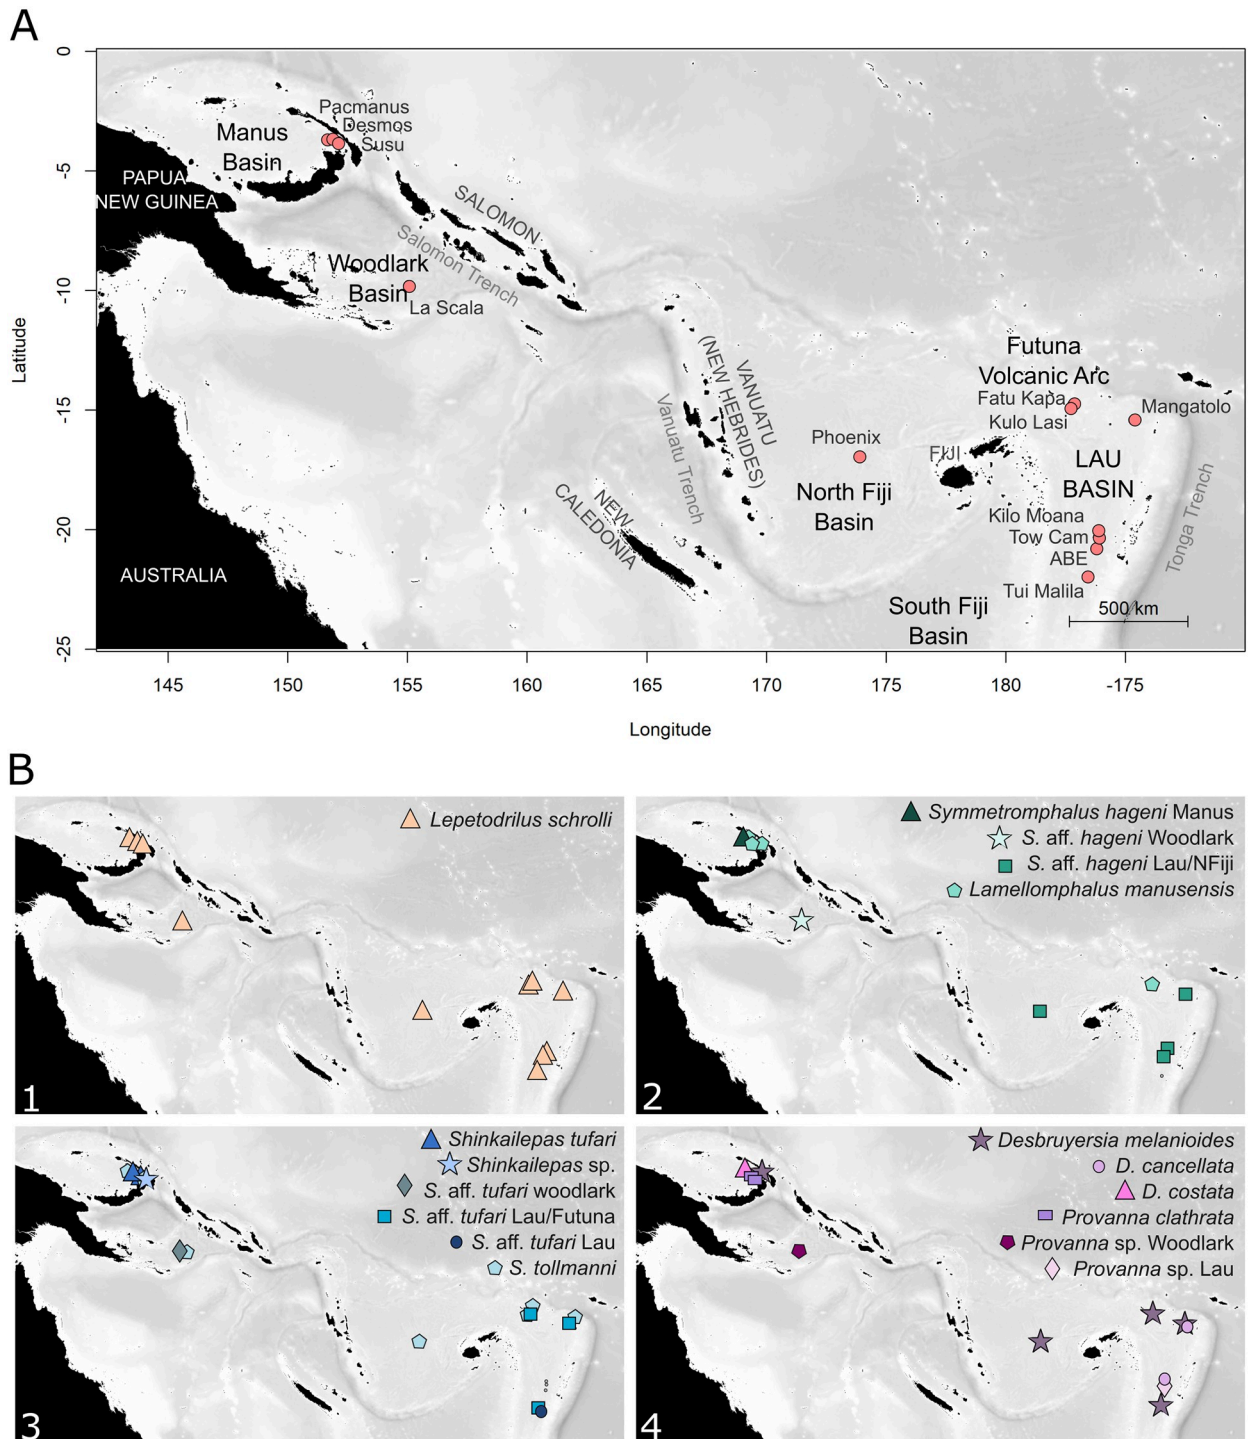 A
0
-5
-10
-15
-20
-25
Latitude
Pacmanus
Desmos
Susu
Manus
Basin
PAPUA
NEW GUINEA
SALOMON
Salomon Trench
Woodlark
Basin
La Scala
VANUATU
(NEW HEBRIDES)
Vanuatu Trench
NEW
CALEDONIA
AUSTRALIA
Phoenix
North Fiji
Basin
FIJI
Futuna
Volcanic Arc
Fatu Kapa
Kulo Lasi
Mangatolo
LAU
BASIN
Kilo Moana
Tow Cam
ABE
Tui Malila
Tonga Trench
South Fiji
Basin
500 km
145 150 155 160 165 170 175 180 -175
Longitude
B
Lepetodrilus schrolli
1
Symmetromphalus hageni Manus
S. aff. hageni Woodlark
S. aff. hageni Lau/NFiji
Lamellomphalus manusensis
2
Shinkailepas tufari
Shinkailepas sp.
S. aff. tufari woodlark
S. aff. tufari Lau/Futuna
S. aff. tufari Lau
S. tollmanni
3
Desbruyersia melanioides
D. cancellata
D. costata
Provanna clathrata
Provanna sp. Woodlark
Provanna sp. Lau
4